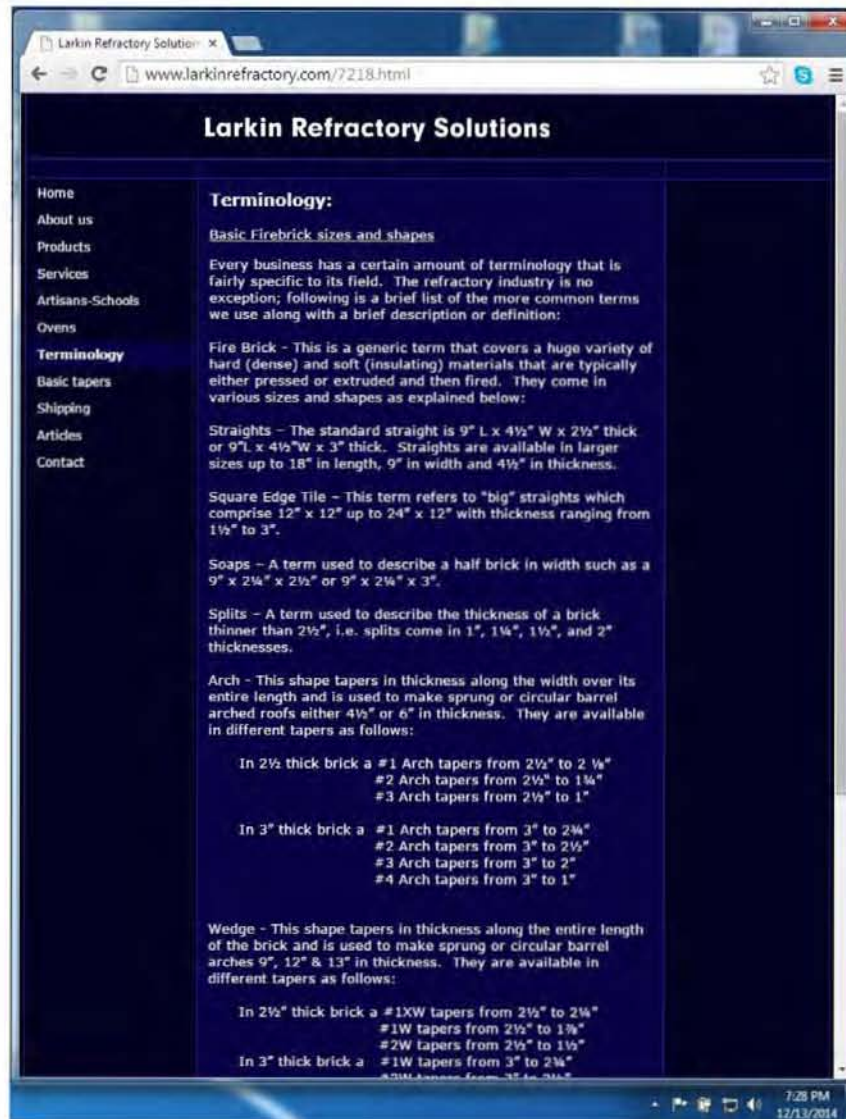 Larkin Refractory Solution ×
www.larkinrefractory.com/7218.html
Larkin Refractory Solutions
Home
About us
Products
Services
Artisans-Schools
Ovens
Terminology
Basic tapers
Shipping
Articles
Contact
Terminology:
Basic Firebrick sizes and shapes
Every business has a certain amount of terminology that is
fairly specific to its field. The refractory industry is no
exception; following is a brief list of the more common terms
we use along with a brief description or definition:
Fire Brick - This is a generic term that covers a huge variety of
hard (dense) and soft (insulating) materials that are typically
either pressed or extruded and then fired. They come in
various sizes and shapes as explained below:
Straights – The standard straight is 9" L x 4½" W x 2½" thick
or 9"L x 4½"W x 3" thick. Straights are available in larger
sizes up to 18" in length, 9" in width and 4½" in thickness.
Square Edge Tile – This term refers to "big" straights which
comprise 12" x 12" up to 24" x 12" with thickness ranging from
1½" to 3".
Soaps – A term used to describe a half brick in width such as a
9" x 2¼" x 2½" or 9" x 2¼" x 3".
Splits – A term used to describe the thickness of a brick
thinner than 2½", i.e. splits come in 1", 1¼", 1½", and 2"
thicknesses.
Arch - This shape tapers in thickness along the width over its
entire length and is used to make sprung or circular barrel
arched roofs either 4½" or 6" in thickness. They are available
in different tapers as follows:
In 2½ thick brick a #1 Arch tapers from 2½" to 2 ⅛"
#2 Arch tapers from 2½" to 1¾"
#3 Arch tapers from 2½" to 1"
In 3" thick brick a #1 Arch tapers from 3" to 2¾"
#2 Arch tapers from 3" to 2½"
#3 Arch tapers from 3" to 2"
#4 Arch tapers from 3" to 1"
Wedge - This shape tapers in thickness along the entire length
of the brick and is used to make sprung or circular barrel
arches 9", 12" & 13" in thickness. They are available in
different tapers as follows:
In 2½" thick brick a #1XW tapers from 2½" to 2¼"
#1W tapers from 2½" to 1⅞"
#2W tapers from 2½" to 1½"
In 3" thick brick a #1W tapers from 3" to 2¾"
#2W tapers from 3" to 2½"
7:28 PM
12/13/2014